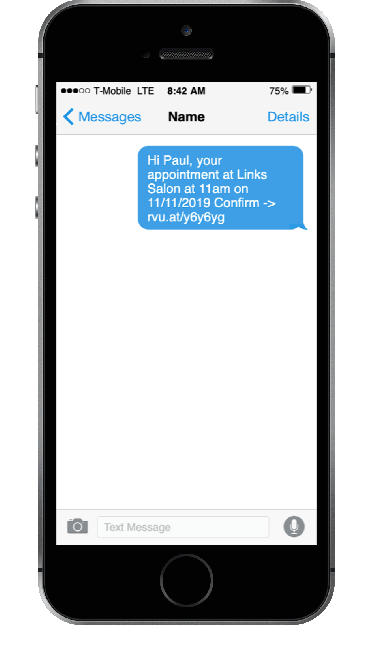 T-Mobile LTE 8:42 AM 75%
Messages Name Details
Hi Paul, your
appointment at Links
Salon at 11am on
11/11/2019 Confirm ->
rvu.at/y6y6yg
Text Message